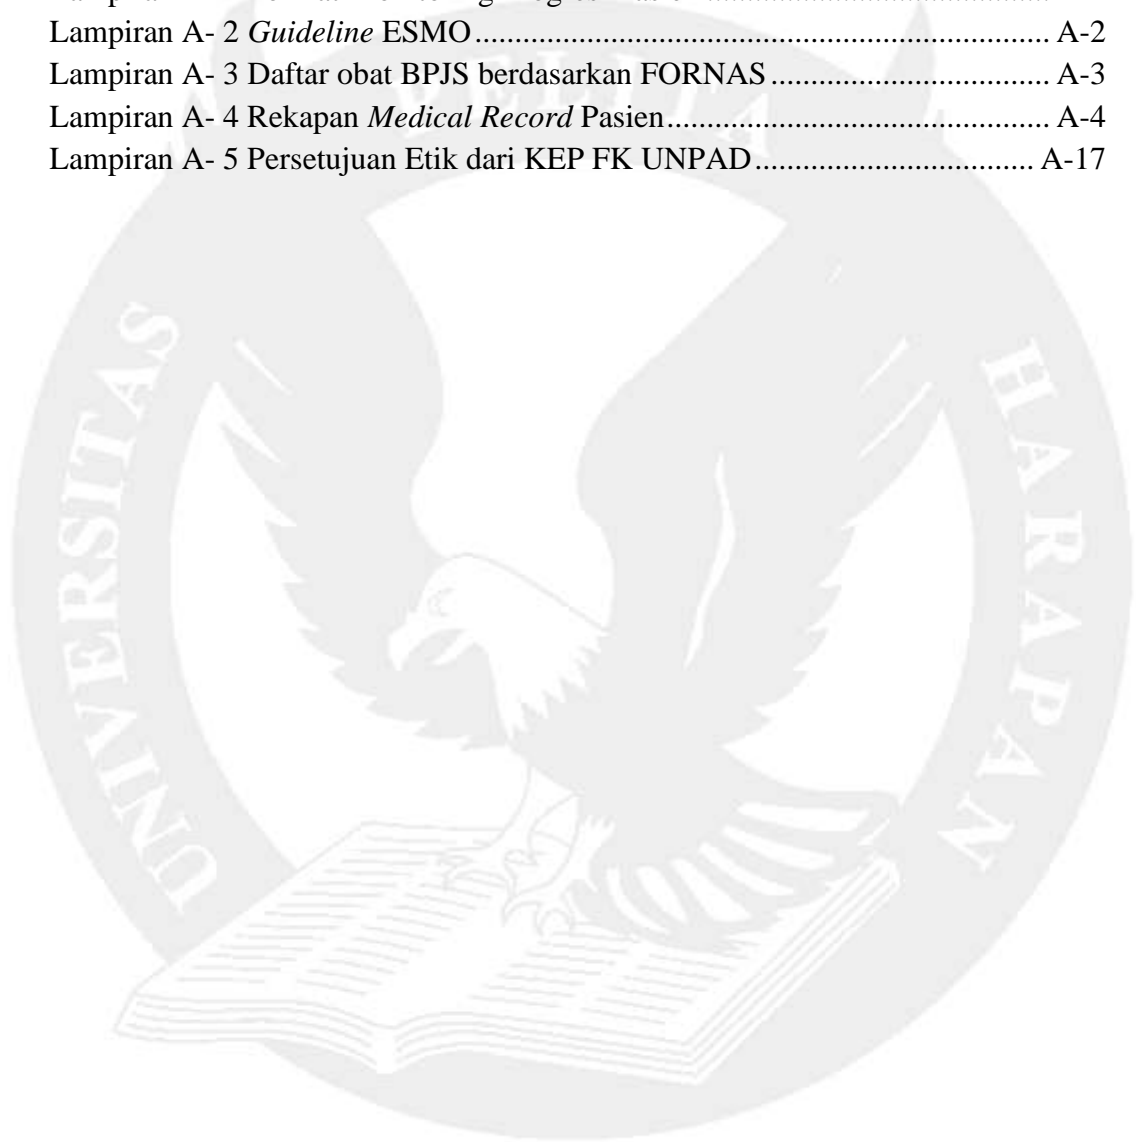 Lampiran A- 2 Guideline ESMO........................................................................ A-2
Lampiran A- 3 Daftar obat BPJS berdasarkan FORNAS................................... A-3
Lampiran A- 4 Rekapan Medical Record Pasien................................................ A-4
Lampiran A- 5 Persetujuan Etik dari KEP FK UNPAD................................... A-17
PELITA
UNIVERSITAS
HARAPAN